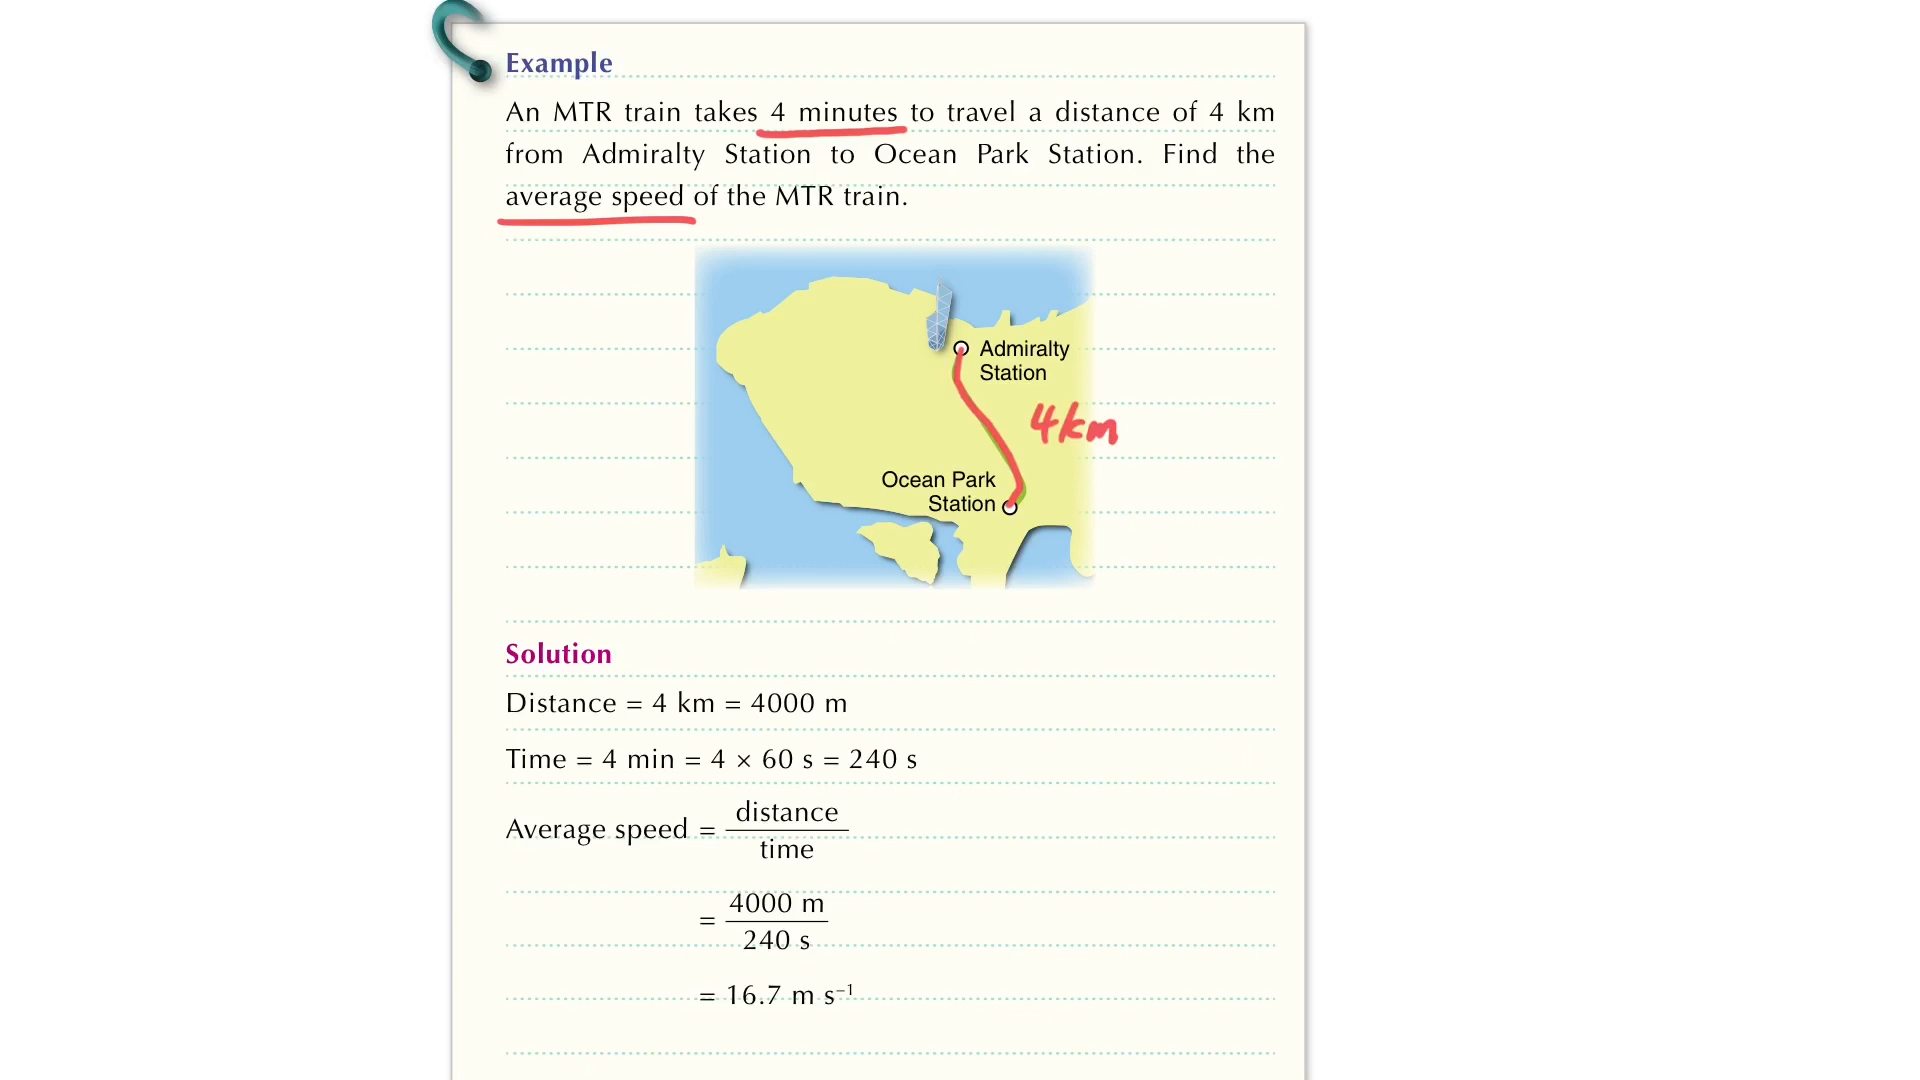 Example
An MTR train takes 4 minutes to travel a distance of 4 km
from Admiralty Station to Ocean Park Station. Find the
average speed of the MTR train.
Admiralty
Station
4km
Ocean Park
Station
Solution
Distance = 4 km = 4000 m
Time = 4 min = 4 × 60 s = 240 s
Average speed = distance
time
= 4000 m
240 s
= 16.7 m s⁻¹